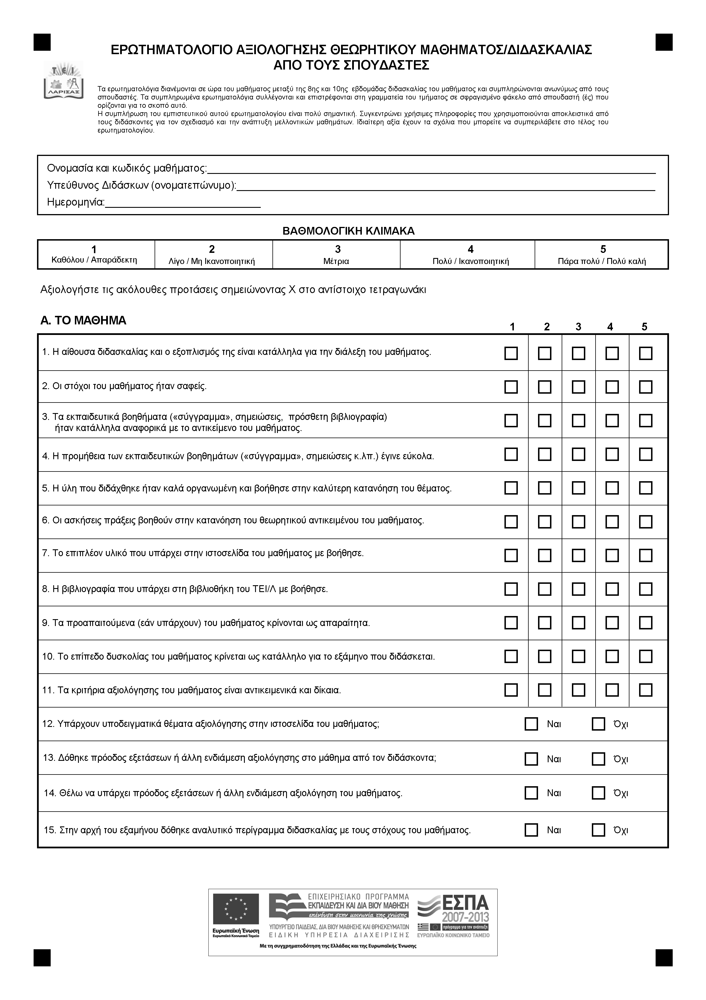 ΕΡΩΤΗΜΑΤΟΛΟΓΙΟ ΑΞΙΟΛΟΓΗΣΗΣ ΘΕΩΡΗΤΙΚΟΥ ΜΑΘΗΜΑΤΟΣ/ΔΙΔΑΣΚΑΛΙΑΣ
ΑΠΟ ΤΟΥΣ ΣΠΟΥΔΑΣΤΕΣ
Τ Ε Ι
ΛΑΡΙΣΑΣ
Τα ερωτηματολόγια διανέμονται σε ώρα του μαθήματος μεταξύ της 8ης και 10ης εβδομάδας διδασκαλίας του μαθήματος και συμπληρώνονται ανωνύμως από τους
σπουδαστές. Τα συμπληρωμένα ερωτηματολόγια συλλέγονται και επιστρέφονται στη γραμματεία του τμήματος σε σφραγισμένο φάκελο από σπουδαστή (ές) που
ορίζονται για το σκοπό αυτό.
Η συμπλήρωση του εμπιστευτικού αυτού ερωτηματολογίου είναι πολύ σημαντική. Συγκεντρώνει χρήσιμες πληροφορίες που χρησιμοποιούνται αποκλειστικά από
τους διδάσκοντες για τον σχεδιασμό και την ανάπτυξη μελλοντικών μαθημάτων. Ιδιαίτερη αξία έχουν τα σχόλια που μπορείτε να συμπεριλάβετε στο τέλος του
ερωτηματολογίου.
Ονομασία και κωδικός μαθήματος:
Υπεύθυνος Διδάσκων (ονοματεπώνυμο):
Ημερομηνία:
ΒΑΘΜΟΛΟΓΙΚΗ ΚΛΙΜΑΚΑ
1 2 3 4 5
Καθόλου / Απαράδεκτη Λίγο / Μη Ικανοποιητική Μέτρια Πολύ / Ικανοποιητική Πάρα πολύ / Πολύ καλή
Αξιολογήστε τις ακόλουθες προτάσεις σημειώνοντας Χ στο αντίστοιχο τετραγωνάκι
Α. ΤΟ ΜΑΘΗΜΑ 1 2 3 4 5
1. Η αίθουσα διδασκαλίας και ο εξοπλισμός της είναι κατάλληλα για την διάλεξη του μαθήματος.
2. Οι στόχοι του μαθήματος ήταν σαφείς.
3. Τα εκπαιδευτικά βοηθήματα («σύγγραμμα», σημειώσεις, πρόσθετη βιβλιογραφία)
ήταν κατάλληλα αναφορικά με το αντικείμενο του μαθήματος.
4. Η προμήθεια των εκπαιδευτικών βοηθημάτων («σύγγραμμα», σημειώσεις κ.λπ.) έγινε εύκολα.
5. Η ύλη που διδάχθηκε ήταν καλά οργανωμένη και βοήθησε στην καλύτερη κατανόηση του θέματος.
6. Οι ασκήσεις πράξεις βοηθούν στην κατανόηση του θεωρητικού αντικειμένου του μαθήματος.
7. Το επιπλέον υλικό που υπάρχει στην ιστοσελίδα του μαθήματος με βοήθησε.
8. Η βιβλιογραφία που υπάρχει στη βιβλιοθήκη του ΤΕΙ/Λ με βοήθησε.
9. Τα προαπαιτούμενα (εάν υπάρχουν) του μαθήματος κρίνονται ως απαραίτητα.
10. Το επίπεδο δυσκολίας του μαθήματος κρίνεται ως κατάλληλο για το εξάμηνο που διδάσκεται.
11. Τα κριτήρια αξιολόγησης του μαθήματος είναι αντικειμενικά και δίκαια.
12. Υπάρχουν υποδειγματικά θέματα αξιολόγησης στην ιστοσελίδα του μαθήματος; Ναι Όχι
13. Δόθηκε πρόοδος εξετάσεων ή άλλη ενδιάμεση αξιολόγησης στο μάθημα από τον διδάσκοντα; Ναι Όχι
14. Θέλω να υπάρχει πρόοδος εξετάσεων ή άλλη ενδιάμεση αξιολόγηση του μαθήματος. Ναι Όχι
15. Στην αρχή του εξαμήνου δόθηκε αναλυτικό περίγραμμα διδασκαλίας με τους στόχους του μαθήματος. Ναι Όχι
Ευρωπαϊκή Ένωση
Ευρωπαϊκό Κοινωνικό Ταμείο
ΕΠΙΧΕΙΡΗΣΙΑΚΟ ΠΡΟΓΡΑΜΜΑ
ΕΚΠΑΙΔΕΥΣΗ ΚΑΙ ΔΙΑ ΒΙΟΥ ΜΑΘΗΣΗ
επένδυση στην κοινωνία της γνώσης
ΥΠΟΥΡΓΕΙΟ ΠΑΙΔΕΙΑΣ, ΔΙΑ ΒΙΟΥ ΜΑΘΗΣΗΣ ΚΑΙ ΘΡΗΣΚΕΥΜΑΤΩΝ
ΕΙΔΙΚΗ ΥΠΗΡΕΣΙΑ ΔΙΑΧΕΙΡΙΣΗΣ
ΕΣΠΑ
2007-2013
πρόγραμμα για την ανάπτυξη
ΕΥΡΩΠΑΪΚΟ ΚΟΙΝΩΝΙΚΟ ΤΑΜΕΙΟ
Με τη συγχρηματοδότηση της Ελλάδας και της Ευρωπαϊκής Ένωσης